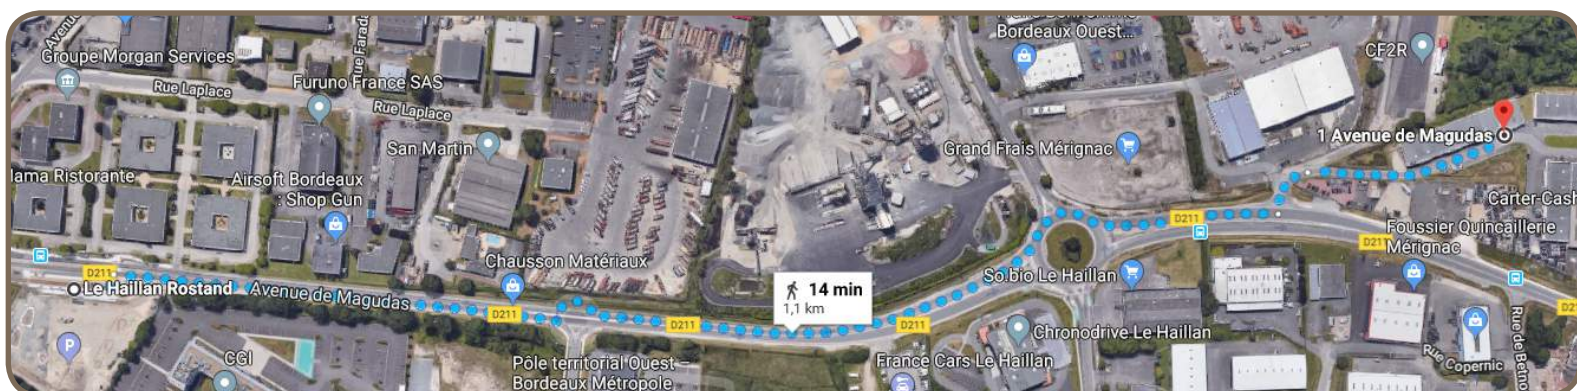 Groupe Morgan Services
Rue Laplace
Furuno France SAS
Rue Laplace
San Martin
Airsoft Bordeaux
: Shop Gun
Bordeaux Ouest....
CF2R
1 Avenue de Magudas
Grand Frais Mérignac
D211
Carter-Cash
Foussier Quincaillerie
Mérignac
D211
Chausson Matériaux
So.bio Le Haillan
D211
Le Haillan Rostand
Avenue de Magudas
14 min
1,1 km
D211
D211
D211
Chronodrive Le Haillan
France Cars Le Haillan
CGI
Pôle territorial Ouest –
Bordeaux Métropole
Rue Copernic
P